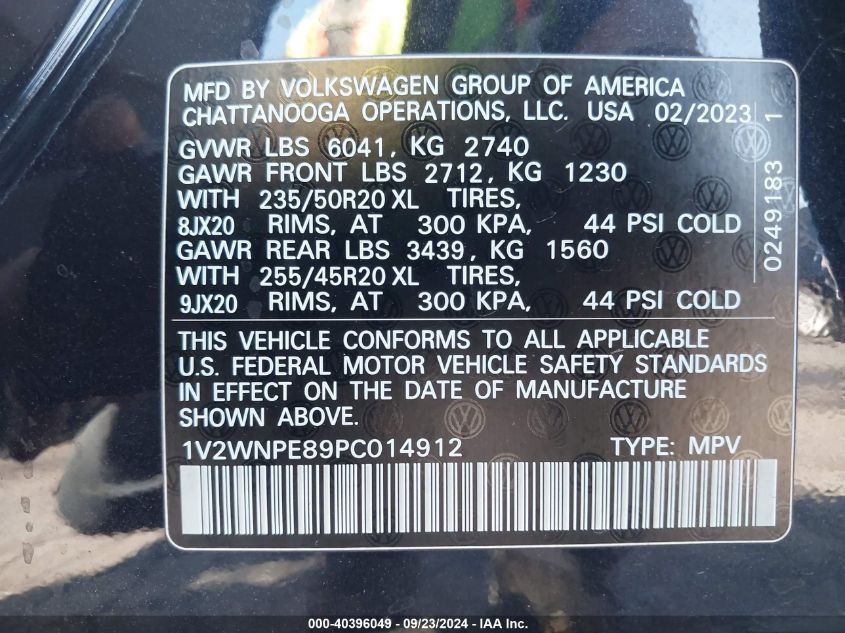 MFD BY VOLKSWAGEN GROUP OF AMERICA
CHATTANOOGA OPERATIONS, LLC. USA 02/2023
GVWR LBS 6041, KG 2740
GAWR FRONT LBS 2712, KG 1230
WITH 235/50R20 XL TIRES,
8JX20 RIMS, AT 300 KPA, 44 PSI COLD
GAWR REAR LBS 3439, KG 1560
WITH 255/45R20 XL TIRES,
9JX20 RIMS, AT 300 KPA, 44 PSI COLD
0249183 1
THIS VEHICLE CONFORMS TO ALL APPLICABLE
U.S. FEDERAL MOTOR VEHICLE SAFETY STANDARDS
IN EFFECT ON THE DATE OF MANUFACTURE
SHOWN ABOVE.
1V2WNPE89PC014912 TYPE: MPV
000-40396049 - 09/23/2024 - IAAI.com